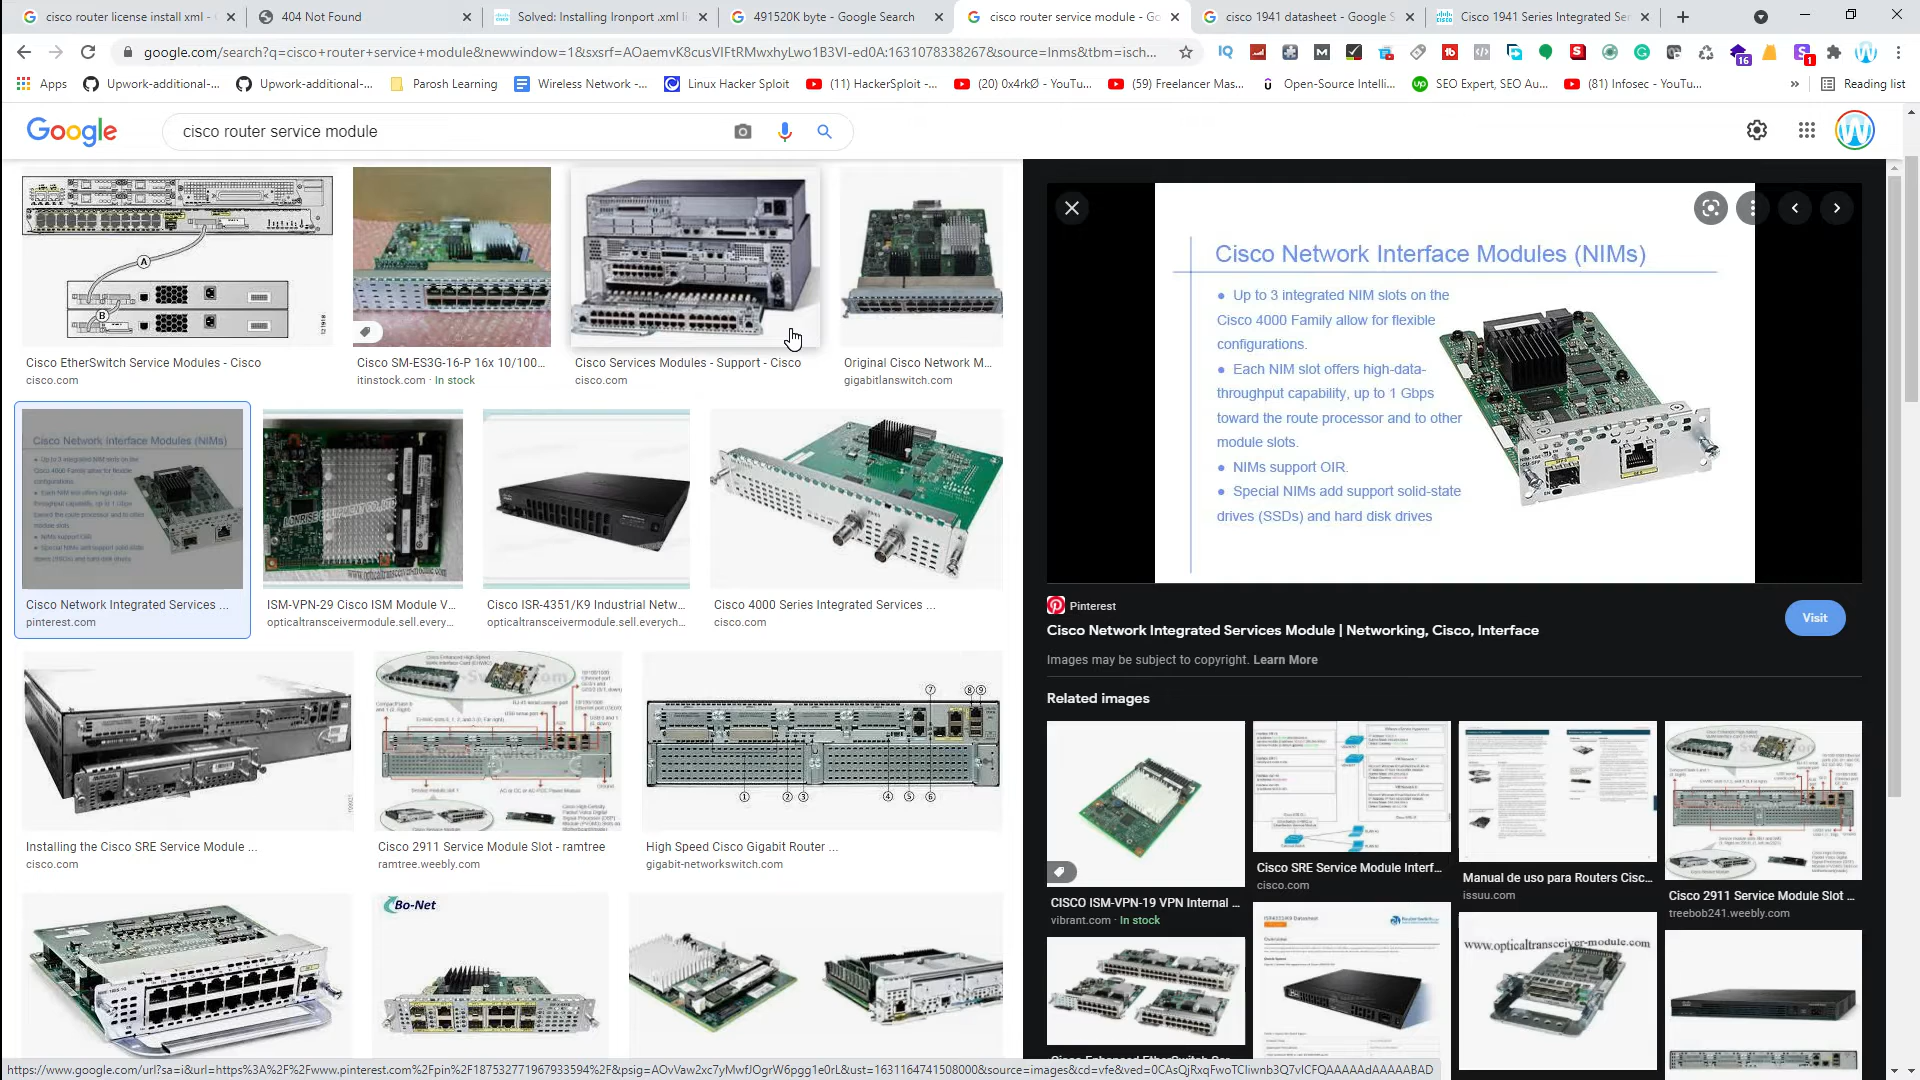 cisco router license install xml -
404 Not Found
Solved: Installing Ironport .xml li
491520K byte - Google Search
cisco router service module - Go
cisco 1941 datasheet - Google S
Cisco 1941 Series Integrated Ser
google.com/search?q=cisco+router+service+module&newwindow=1&sxsrf=AOaemvK8cusVIFtRMwxhyLwo1B3VI-ed0A:1631078338267&source=lnms&tbm=isch...
IQ
16
1
Apps
Upwork-additional-...
Upwork-additional-...
Parosh Learning
Wireless Network -...
Linux Hacker Sploit
(11) HackerSploit -...
(20) 0x4rkØ - YouTu...
(59) Freelancer Mas...
Open-Source Intelli...
SEO Expert, SEO Au...
(81) Infosec - YouTu...
»
Reading list
Google
cisco router service module
A
B
Cisco EtherSwitch Service Modules - Cisco
cisco.com
Cisco SM-ES3G-16-P 16x 10/100...
itinstock.com · In stock
Cisco Services Modules - Support - Cisco
cisco.com
Original Cisco Network M...
gigabitlanswitch.com
Cisco Network Interface Modules (NIMs)
Cisco Network Integrated Services ...
pinterest.com
ISM-VPN-29 Cisco ISM Module V...
opticaltransceivermodule.sell.every...
Cisco ISR-4351/K9 Industrial Netw...
opticaltransceivermodule.sell.everych...
Cisco 4000 Series Integrated Services ...
cisco.com
Installing the Cisco SRE Service Module ...
cisco.com
Cisco 2911 Service Module Slot - ramtree
ramtree.weebly.com
High Speed Cisco Gigabit Router ...
gigabit-networkswitch.com
Bo-Net
Cisco Network Interface Modules (NIMs)
● Up to 3 integrated NIM slots on the
Cisco 4000 Family allow for flexible
configurations.
● Each NIM slot offers high-data-
throughput capability, up to 1 Gbps
toward the route processor and to other
module slots.
● NIMs support OIR.
● Special NIMs add support solid-state
drives (SSDs) and hard disk drives
Pinterest
Cisco Network Integrated Services Module | Networking, Cisco, Interface
Visit
Images may be subject to copyright. Learn More
Related images
CISCO ISM-VPN-19 VPN Internal ...
vibrant.com · In stock
Cisco SRE Service Module Interf...
cisco.com
Manual de uso para Routers Cisc...
issuu.com
Cisco 2911 Service Module Slot ...
treebob241.weebly.com
www.opticaltransceiver-module.com
https://www.google.com/url?sa=i&url=https%3A%2F%2Fwww.pinterest.com%2Fpin%2F187532771967933594%2F&psig=AOvVaw2xc7yMwfJOgrW6pgg1e0rL&ust=1631164741508000&source=images&cd=vfe&ved=0CAsQjRxqFwoTCIiwnb3Q7vICFQAAAAAdAAAAABAD